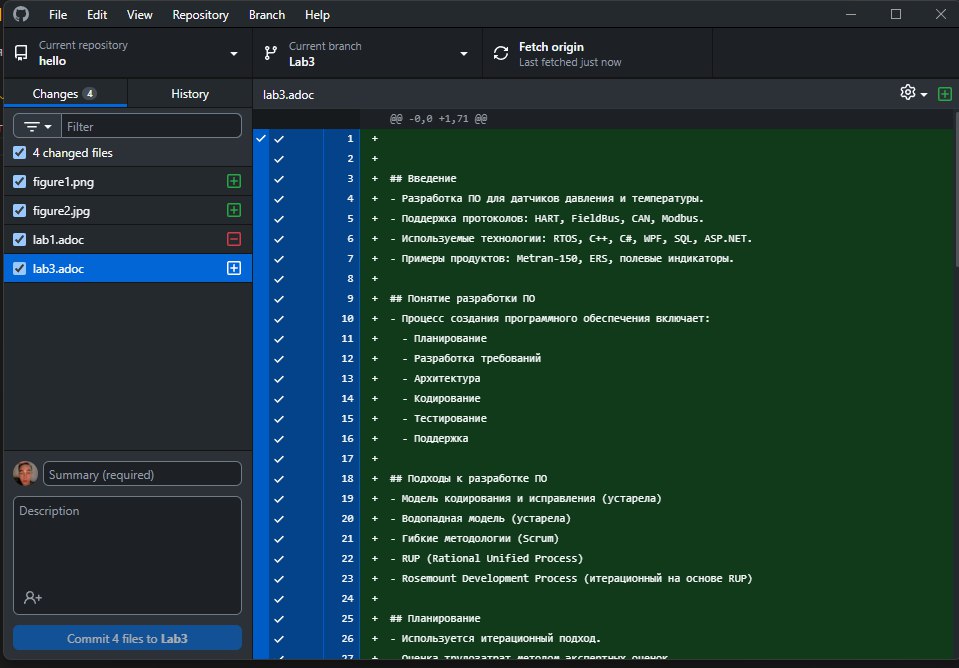 File Edit View Repository Branch Help
Current repository
hello
Current branch
Lab3
Fetch origin
Last fetched just now
Changes 4
History
lab3.adoc
Filter
4 changed files
figure1.png
figure2.jpg
lab1.adoc
lab3.adoc
Summary (required)
Description
Commit 4 files to Lab3
@@ -0,0 +1,71 @@
1 +
2 +
3 + ## Введение
4 + - Разработка ПО для датчиков давления и температуры.
5 + - Поддержка протоколов: HART, FieldBus, CAN, Modbus.
6 + - Используемые технологии: RTOS, C++, C#, WPF, SQL, ASP.NET.
7 + - Примеры продуктов: Metran-150, ERS, полевые индикаторы.
8 +
9 + ## Понятие разработки ПО
10 + - Процесс создания программного обеспечения включает:
11 + - Планирование
12 + - Разработка требований
13 + - Архитектура
14 + - Кодирование
15 + - Тестирование
16 + - Поддержка
17 +
18 + ## Подходы к разработке ПО
19 + - Модель кодирования и исправления (устарела)
20 + - Водопадная модель (устарела)
21 + - Гибкие методологии (Scrum)
22 + - RUP (Rational Unified Process)
23 + - Rosemount Development Process (итерационный на основе RUP)
24 +
25 + ## Планирование
26 + - Используется итерационный подход.
27 + - Оценка трудозатрат методом экспертных оценок